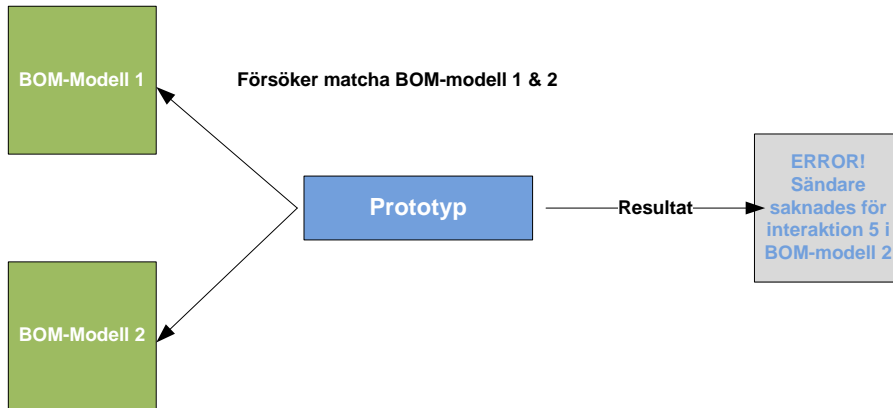 BOM-Modell 1
Försöker matcha BOM-modell 1 & 2
Prototyp
Resultat
ERROR!
Sändare
saknades för
interaktion 5 i
BOM-modell 2
BOM-Modell 2